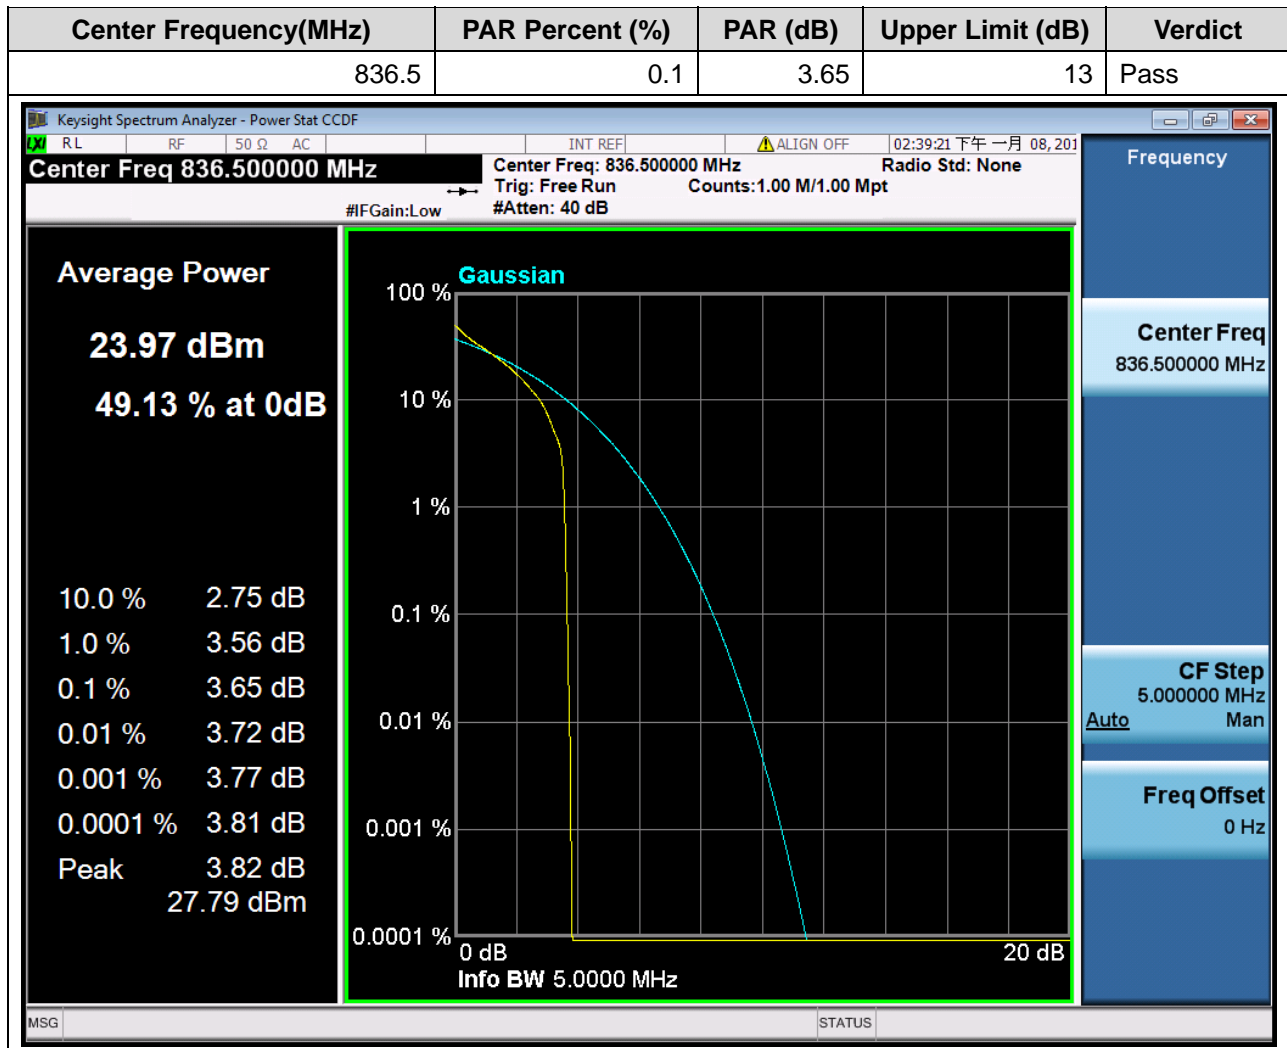 Center Frequency(MHz) PAR Percent (%) PAR (dB) Upper Limit (dB) Verdict
836.5 0.1 3.65 13 Pass
Keysight Spectrum Analyzer - Power Stat CCDF
LXI RL RF 50 Ω AC INT REF ALIGN OFF 02:39:21 下午 一月 08, 201
Center Freq 836.500000 MHz
Center Freq: 836.500000 MHz Radio Std: None
Trig: Free Run Counts:1.00 M/1.00 Mpt
#IFGain:Low #Atten: 40 dB
Average Power
23.97 dBm
49.13 % at 0dB
10.0 % 2.75 dB
1.0 % 3.56 dB
0.1 % 3.65 dB
0.01 % 3.72 dB
0.001 % 3.77 dB
0.0001 % 3.81 dB
Peak 3.82 dB
27.79 dBm
Gaussian
100 %
10 %
1 %
0.1 %
0.01 %
0.001 %
0.0001 %
0 dB 20 dB
Info BW 5.0000 MHz
Frequency
Center Freq
836.500000 MHz
CF Step
5.000000 MHz
Auto Man
Freq Offset
0 Hz
MSG STATUS